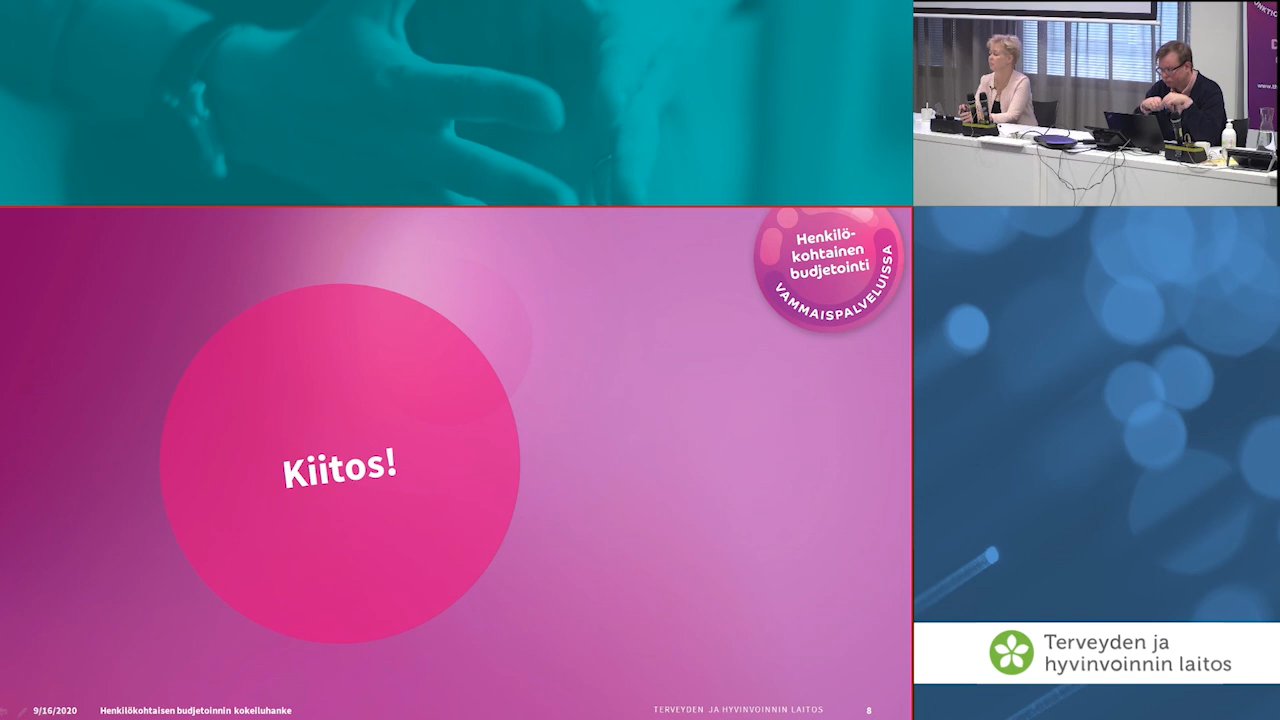 Henkilö-
kohtainen
budjetointi
VAMMAISPALVELUISSA
Kiitos!
Terveyden ja
hyvinvoinnin laitos
9/16/2020 Henkilökohtaisen budjetoinnin kokeiluhanke TERVEYDEN JA HYVINVOINNIN LAITOS 8